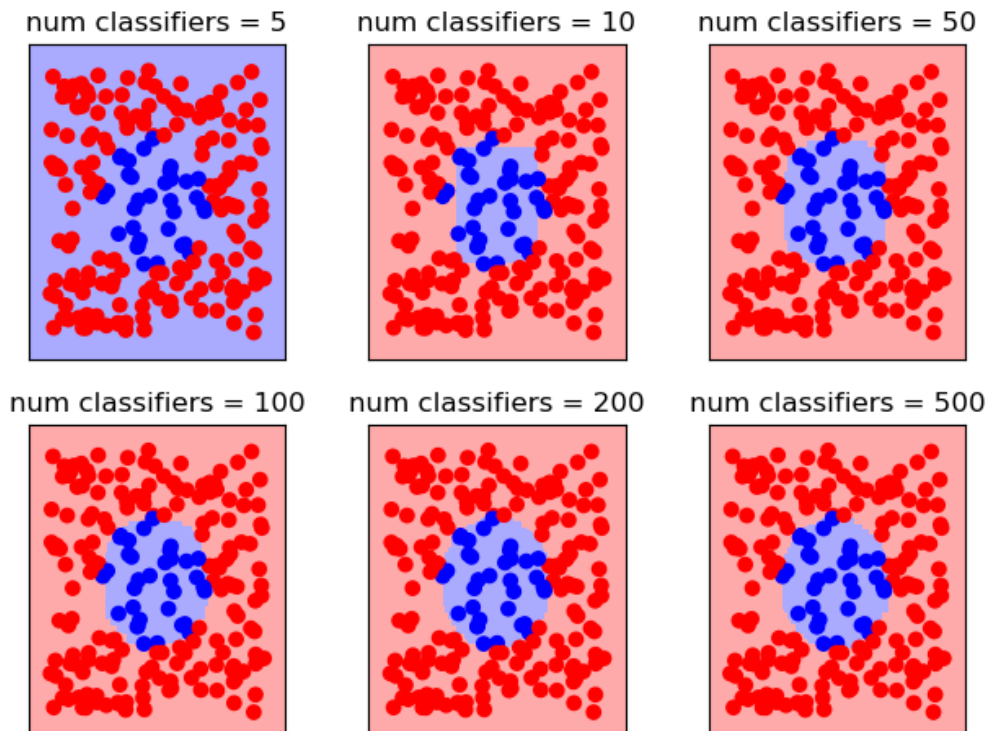 num classifiers = 5
num classifiers = 10
num classifiers = 50
num classifiers = 100
num classifiers = 200
num classifiers = 500